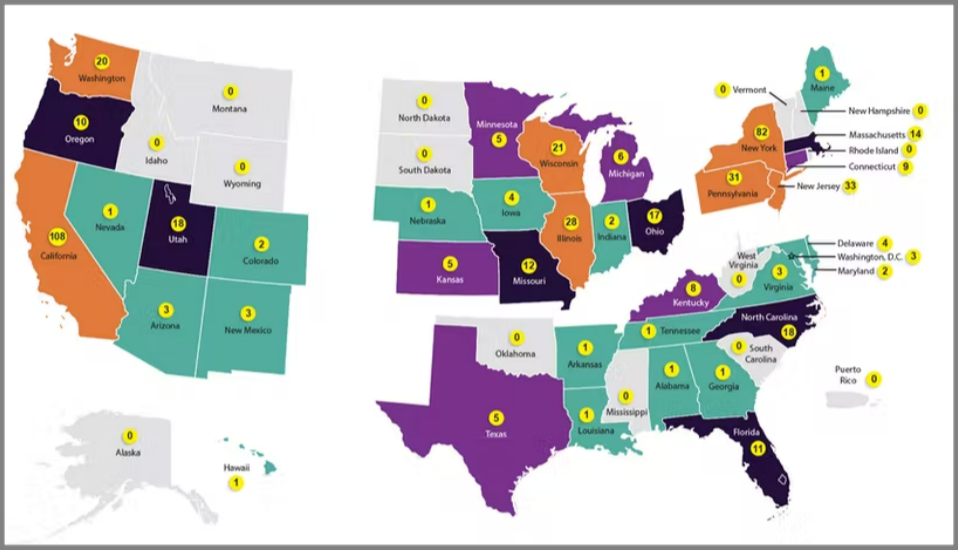 20
Washington
0
Montana
10
Oregon
0
Idaho
0
Wyoming
1
Nevada
18
Utah
108
California
2
Colorado
3
Arizona
3
New Mexico
0
Alaska
Hawaii
1
0
North Dakota
Minnesota
5
0
South Dakota
21
Wisconsin
6
Michigan
1
Nebraska
4
Iowa
28
Illinois
2
Indiana
17
Ohio
5
Kansas
12
Missouri
0 Vermont
1
Maine
New Hampshire 0
82
New York
Massachusetts 14
Rhode Island 0
Connecticut 9
31
Pennsylvania
New Jersey 33
West
Virginia
0
3
Virginia
Delaware 4
Washington, D.C. 3
Maryland 2
8
Kentucky
North Carolina
18
1 Tennessee
0 South
Carolina
0
Oklahoma
1
Arkansas
0
Mississippi
1
Alabama
1
Georgia
Puerto
Rico 0
5
Texas
1
Louisiana
Florida
11